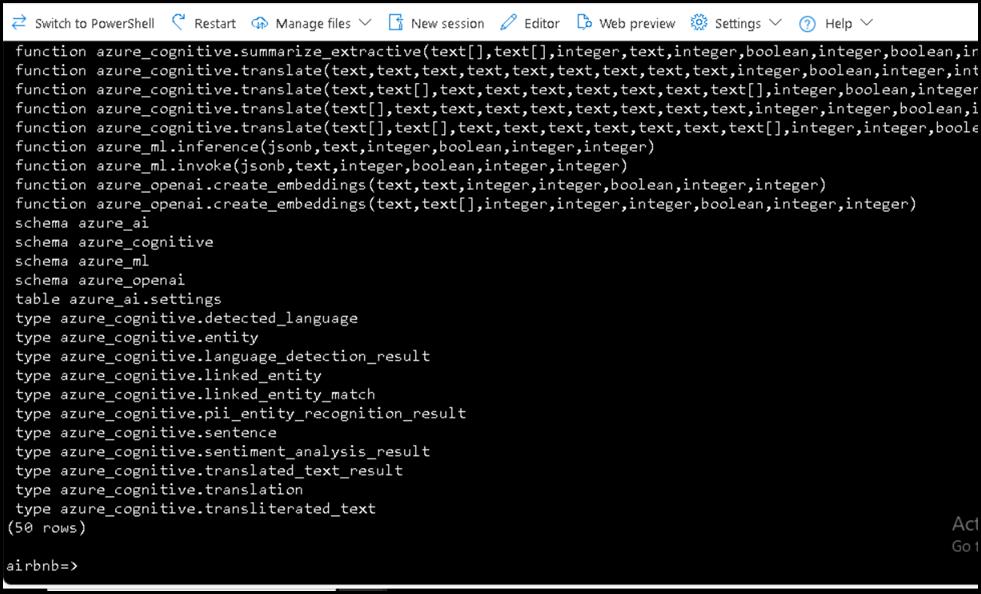 Switch to PowerShell Restart Manage files New session Editor Web preview Settings Help
function azure_cognitive.summarize_extractive(text[],text[],integer,text,integer,boolean,integer,boolean,in
function azure_cognitive.translate(text,text,text,text,text,text,text,text,text,integer,boolean,integer,int
function azure_cognitive.translate(text,text[],text,text,text,text,text,text,text[],integer,boolean,integer
function azure_cognitive.translate(text[],text,text,text,text,text,text,text,text,integer,integer,boolean,i
function azure_cognitive.translate(text[],text[],text,text,text,text,text,text,text[],integer,integer,boole
function azure_ml.inference(jsonb,text,integer,boolean,integer,integer)
function azure_ml.invoke(jsonb,text,integer,boolean,integer,integer)
function azure_openai.create_embeddings(text,text,integer,integer,boolean,integer,integer)
function azure_openai.create_embeddings(text,text[],integer,integer,integer,boolean,integer,integer)
schema azure_ai
schema azure_cognitive
schema azure_ml
schema azure_openai
table azure_ai.settings
type azure_cognitive.detected_language
type azure_cognitive.entity
type azure_cognitive.language_detection_result
type azure_cognitive.linked_entity
type azure_cognitive.linked_entity_match
type azure_cognitive.pii_entity_recognition_result
type azure_cognitive.sentence
type azure_cognitive.sentiment_analysis_result
type azure_cognitive.translated_text_result
type azure_cognitive.translation
type azure_cognitive.transliterated_text
(50 rows)
Act
Go t
airbnb=>